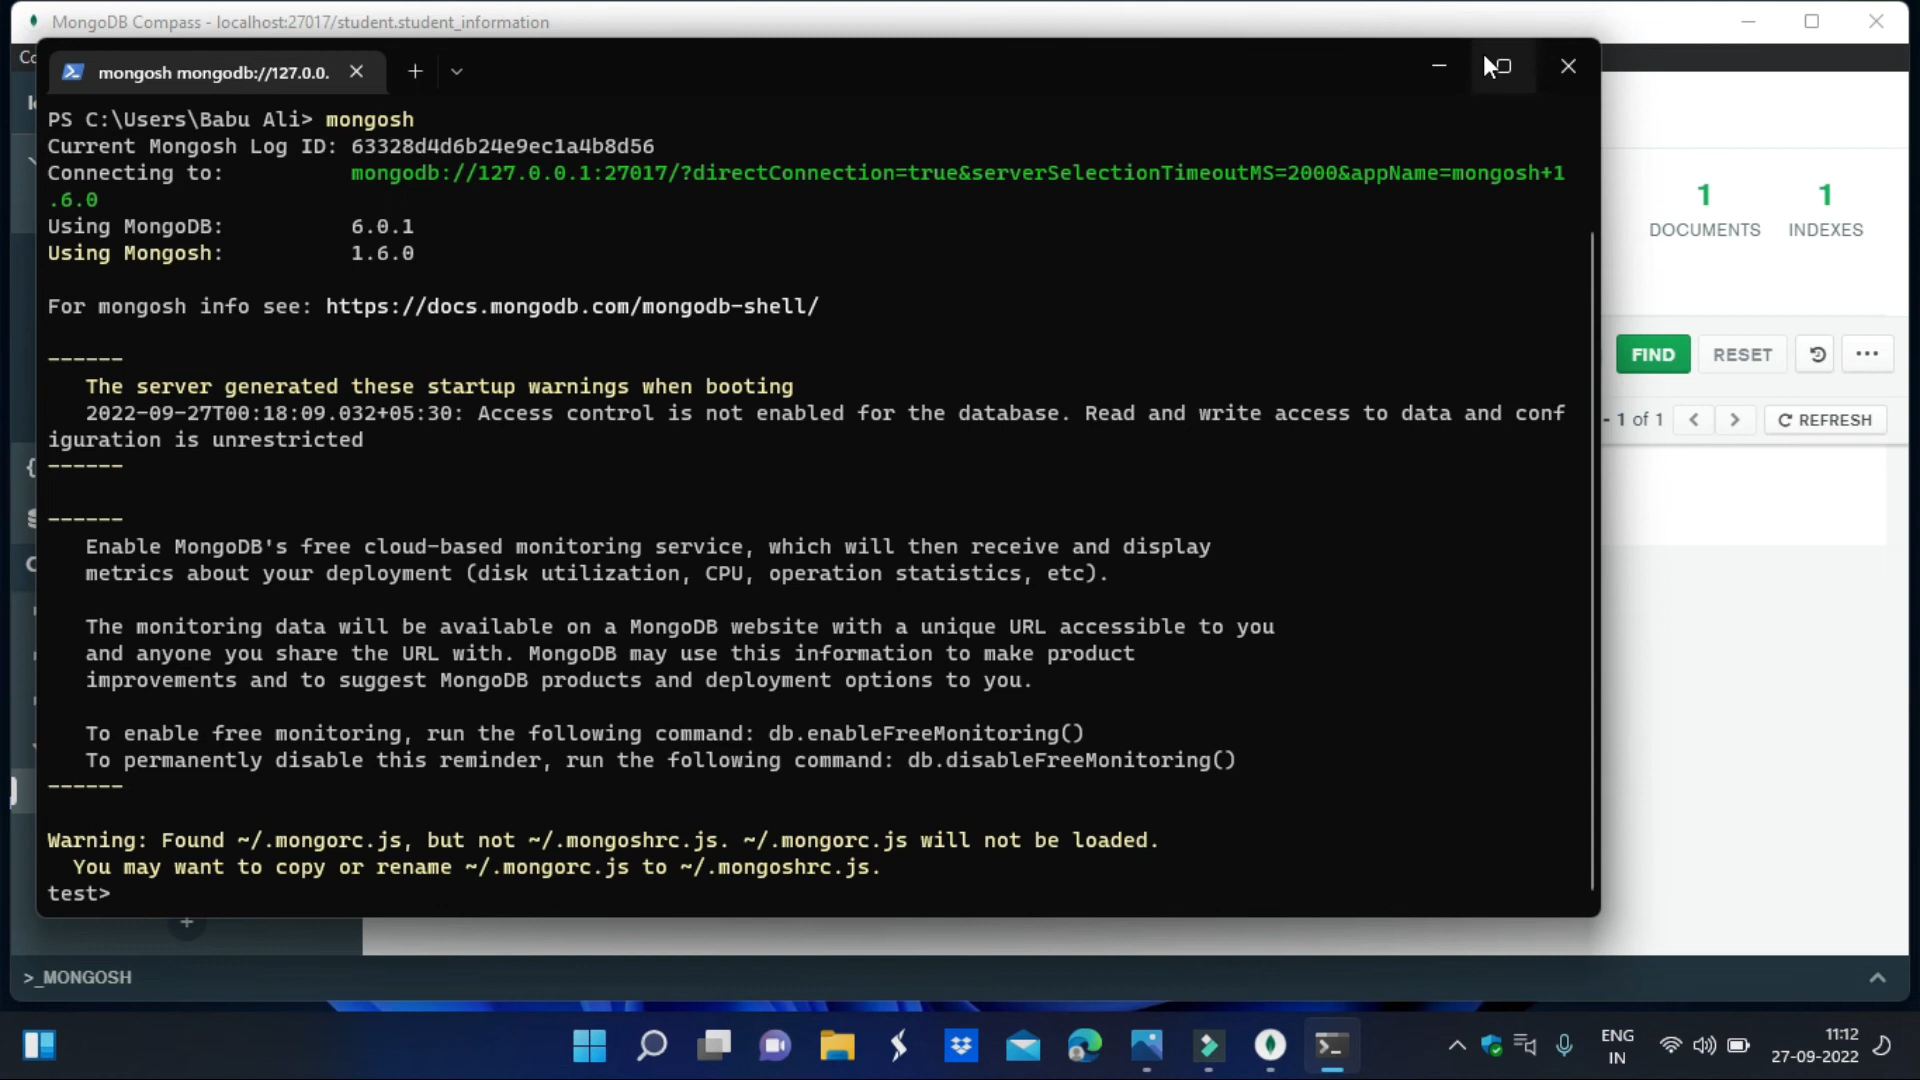 MongoDB Compass - localhost:27017/student.student_information
mongosh mongodb://127.0.0.
PS C:\Users\Babu Ali> mongosh
Current Mongosh Log ID: 63328d4d6b24e9ec1a4b8d56
Connecting to: mongodb://127.0.0.1:27017/?directConnection=true&serverSelectionTimeoutMS=2000&appName=mongosh+1
.6.0
Using MongoDB: 6.0.1
Using Mongosh: 1.6.0
For mongosh info see: https://docs.mongodb.com/mongodb-shell/
------
The server generated these startup warnings when booting
2022-09-27T00:18:09.032+05:30: Access control is not enabled for the database. Read and write access to data and conf
iguration is unrestricted
------
------
Enable MongoDB's free cloud-based monitoring service, which will then receive and display
metrics about your deployment (disk utilization, CPU, operation statistics, etc).
The monitoring data will be available on a MongoDB website with a unique URL accessible to you
and anyone you share the URL with. MongoDB may use this information to make product
improvements and to suggest MongoDB products and deployment options to you.
To enable free monitoring, run the following command: db.enableFreeMonitoring()
To permanently disable this reminder, run the following command: db.disableFreeMonitoring()
------
Warning: Found ~/.mongorc.js, but not ~/.mongoshrc.js. ~/.mongorc.js will not be loaded.
You may want to copy or rename ~/.mongorc.js to ~/.mongoshrc.js.
test>
1 1
DOCUMENTS INDEXES
FIND RESET
- 1 of 1 REFRESH
>_MONGOSH
ENG
IN
11:12
27-09-2022